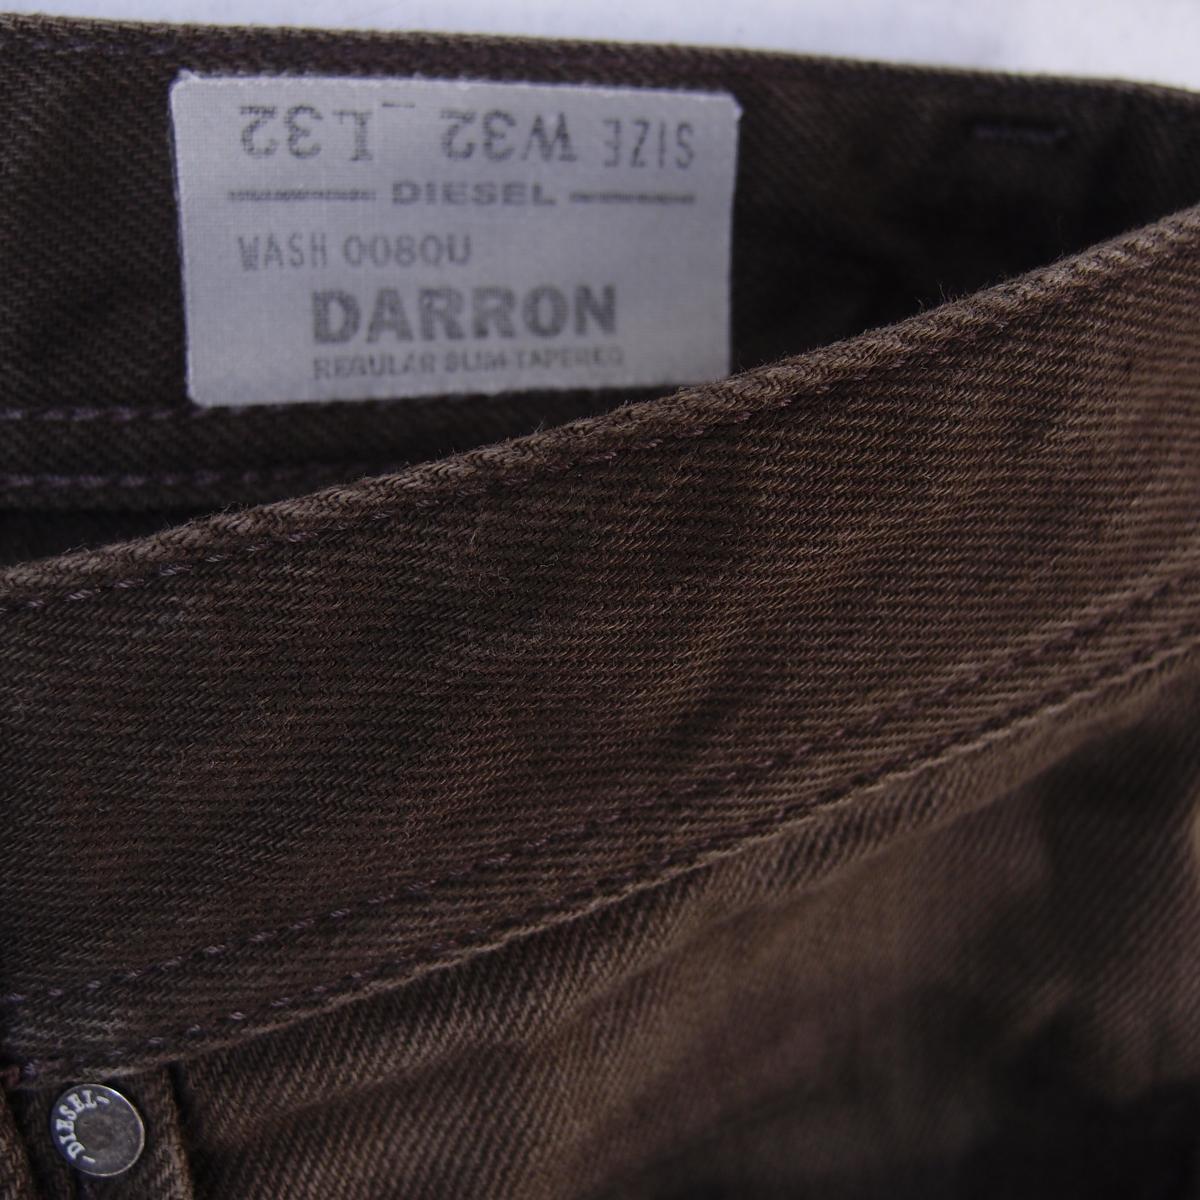 SIZE W32 L32
DIESEL
WASH 008QU
DARRON
REGULAR SLIM-TAPERED
DIESEL